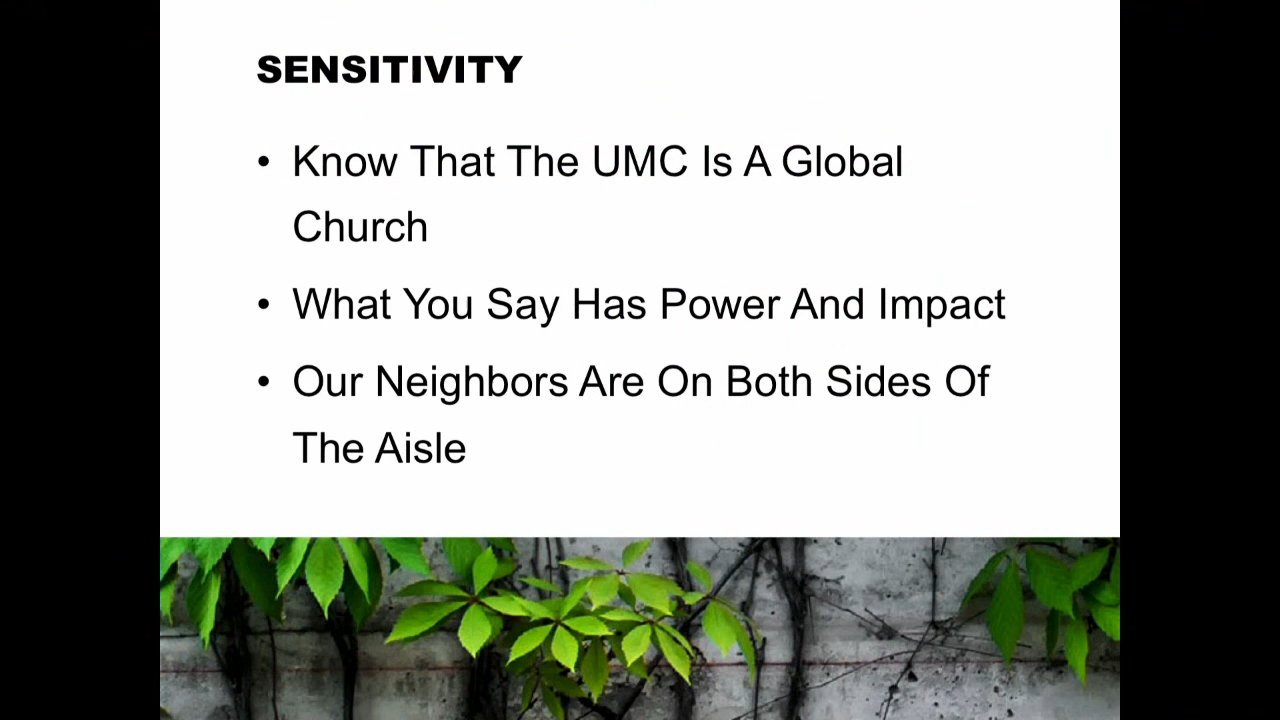 SENSITIVITY
• Know That The UMC Is A Global
Church
• What You Say Has Power And Impact
• Our Neighbors Are On Both Sides Of
The Aisle